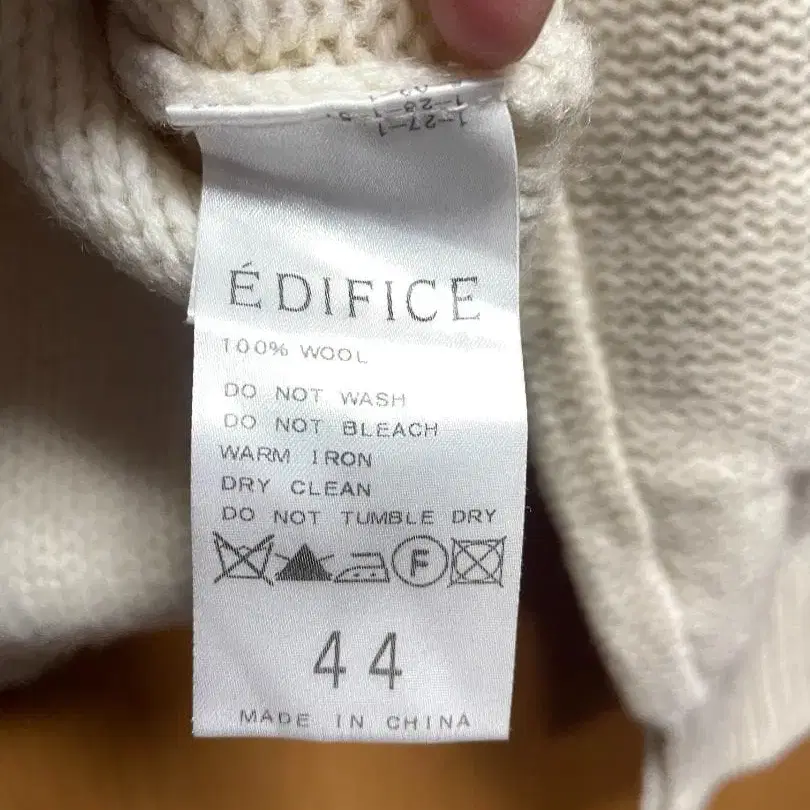 ÉDIFICE
100% WOOL
DO NOT WASH
DO NOT BLEACH
WARM IRON
DRY CLEAN
DO NOT TUMBLE DRY
F
44
MADE IN CHINA